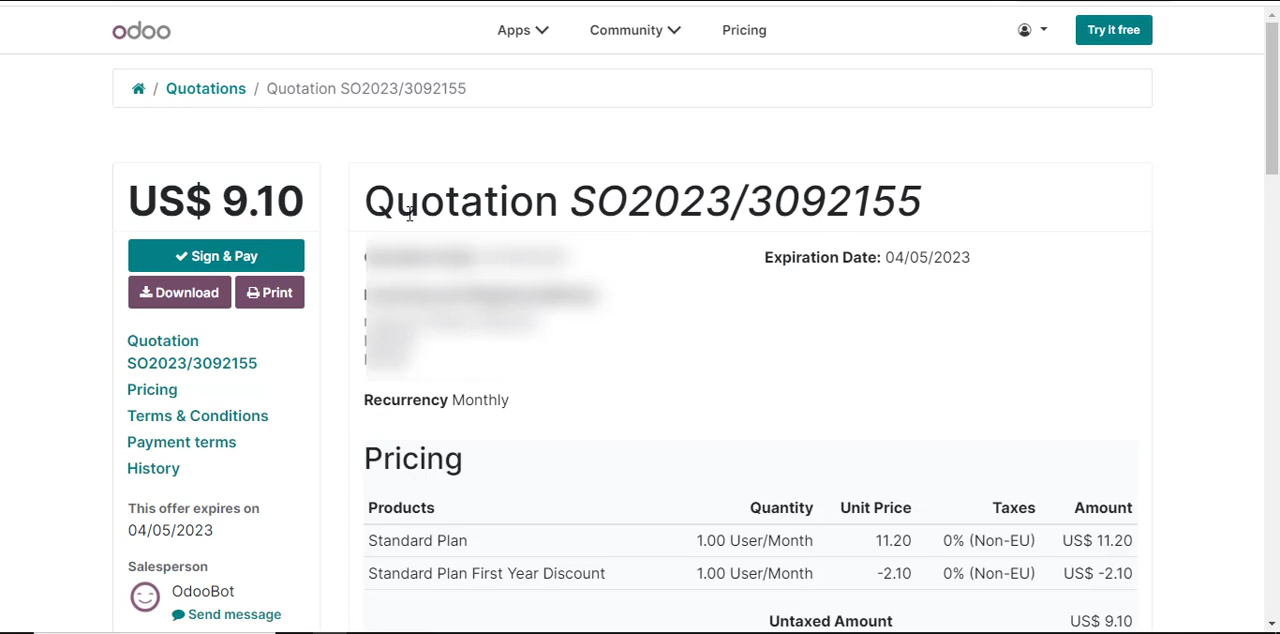 odoo
Apps
Community
Pricing
Try it free
/ Quotations / Quotation SO2023/3092155
US$ 9.10
Sign & Pay
Download
Print
Quotation
SO2023/3092155
Pricing
Terms & Conditions
Payment terms
History
This offer expires on
04/05/2023
Salesperson
OdooBot
Send message
Quotation SO2023/3092155
Expiration Date: 04/05/2023
Recurrency Monthly
Pricing
Products Quantity Unit Price Taxes Amount
Standard Plan 1.00 User/Month 11.20 0% (Non-EU) US$ 11.20
Standard Plan First Year Discount 1.00 User/Month -2.10 0% (Non-EU) US$ -2.10
Untaxed Amount US$ 9.10